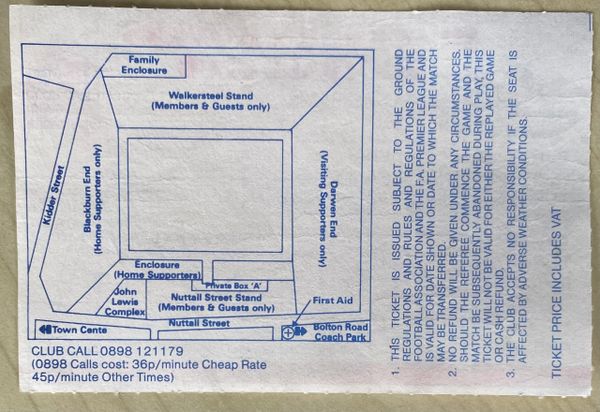 Family
Enclosure
Walkersteel Stand
(Members & Guests only)
Kidder Street
Blackburn End
(Home Supporters only)
Darwen End
(Visiting Supporters only)
Enclosure
(Home Supporters)
Private Box 'A'
John
Lewis
Complex
Nuttall Street Stand
(Members & Guests only)
First Aid
Town Cente
Nuttall Street
Bolton Road
Coach Park
CLUB CALL 0898 121179
(0898 Calls cost: 36p/minute Cheap Rate
45p/minute Other Times)
1. THIS TICKET IS ISSUED SUBJECT TO THE GROUND
REGULATIONS AND RULES AND REGULATIONS OF THE
FOOTBALL ASSOCIATION AND THE F.A. PREMIER LEAGUE AND
IS VALID FOR DATE SHOWN OR DATE TO WHICH THE MATCH
MAY BE TRANSFERRED.
2. NO REFUND WILL BE GIVEN UNDER ANY CIRCUMSTANCES.
SHOULD THE REFEREE COMMENCE THE GAME AND THE
MATCH BE SUBSEQUENTLY ABANDONED DURING PLAY, THIS
TICKET WILL NOT BE VALID FOR EITHER THE REPLAYED GAME
OR CASH REFUND.
3. THE CLUB ACCEPTS NO RESPONSIBILITY IF THE SEAT IS
AFFECTED BY ADVERSE WEATHER CONDITIONS.
TICKET PRICE INCLUDES VAT